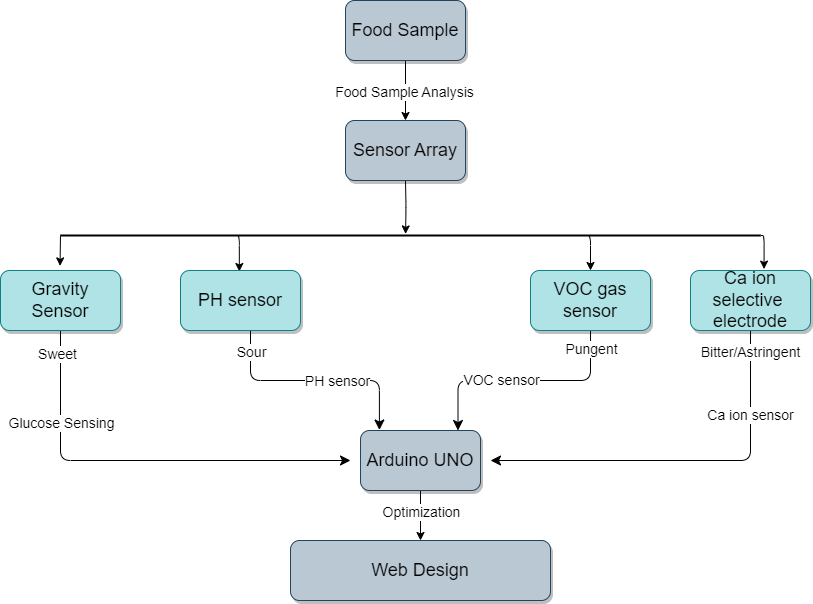 Food Sample
Food Sample Analysis
Sensor Array
Gravity
Sensor
PH sensor
VOC gas
sensor
Ca ion
selective
electrode
Sweet
Sour
Pungent
Bitter/Astringent
PH sensor
VOC sensor
Glucose Sensing
Ca ion sensor
Arduino UNO
Optimization
Web Design